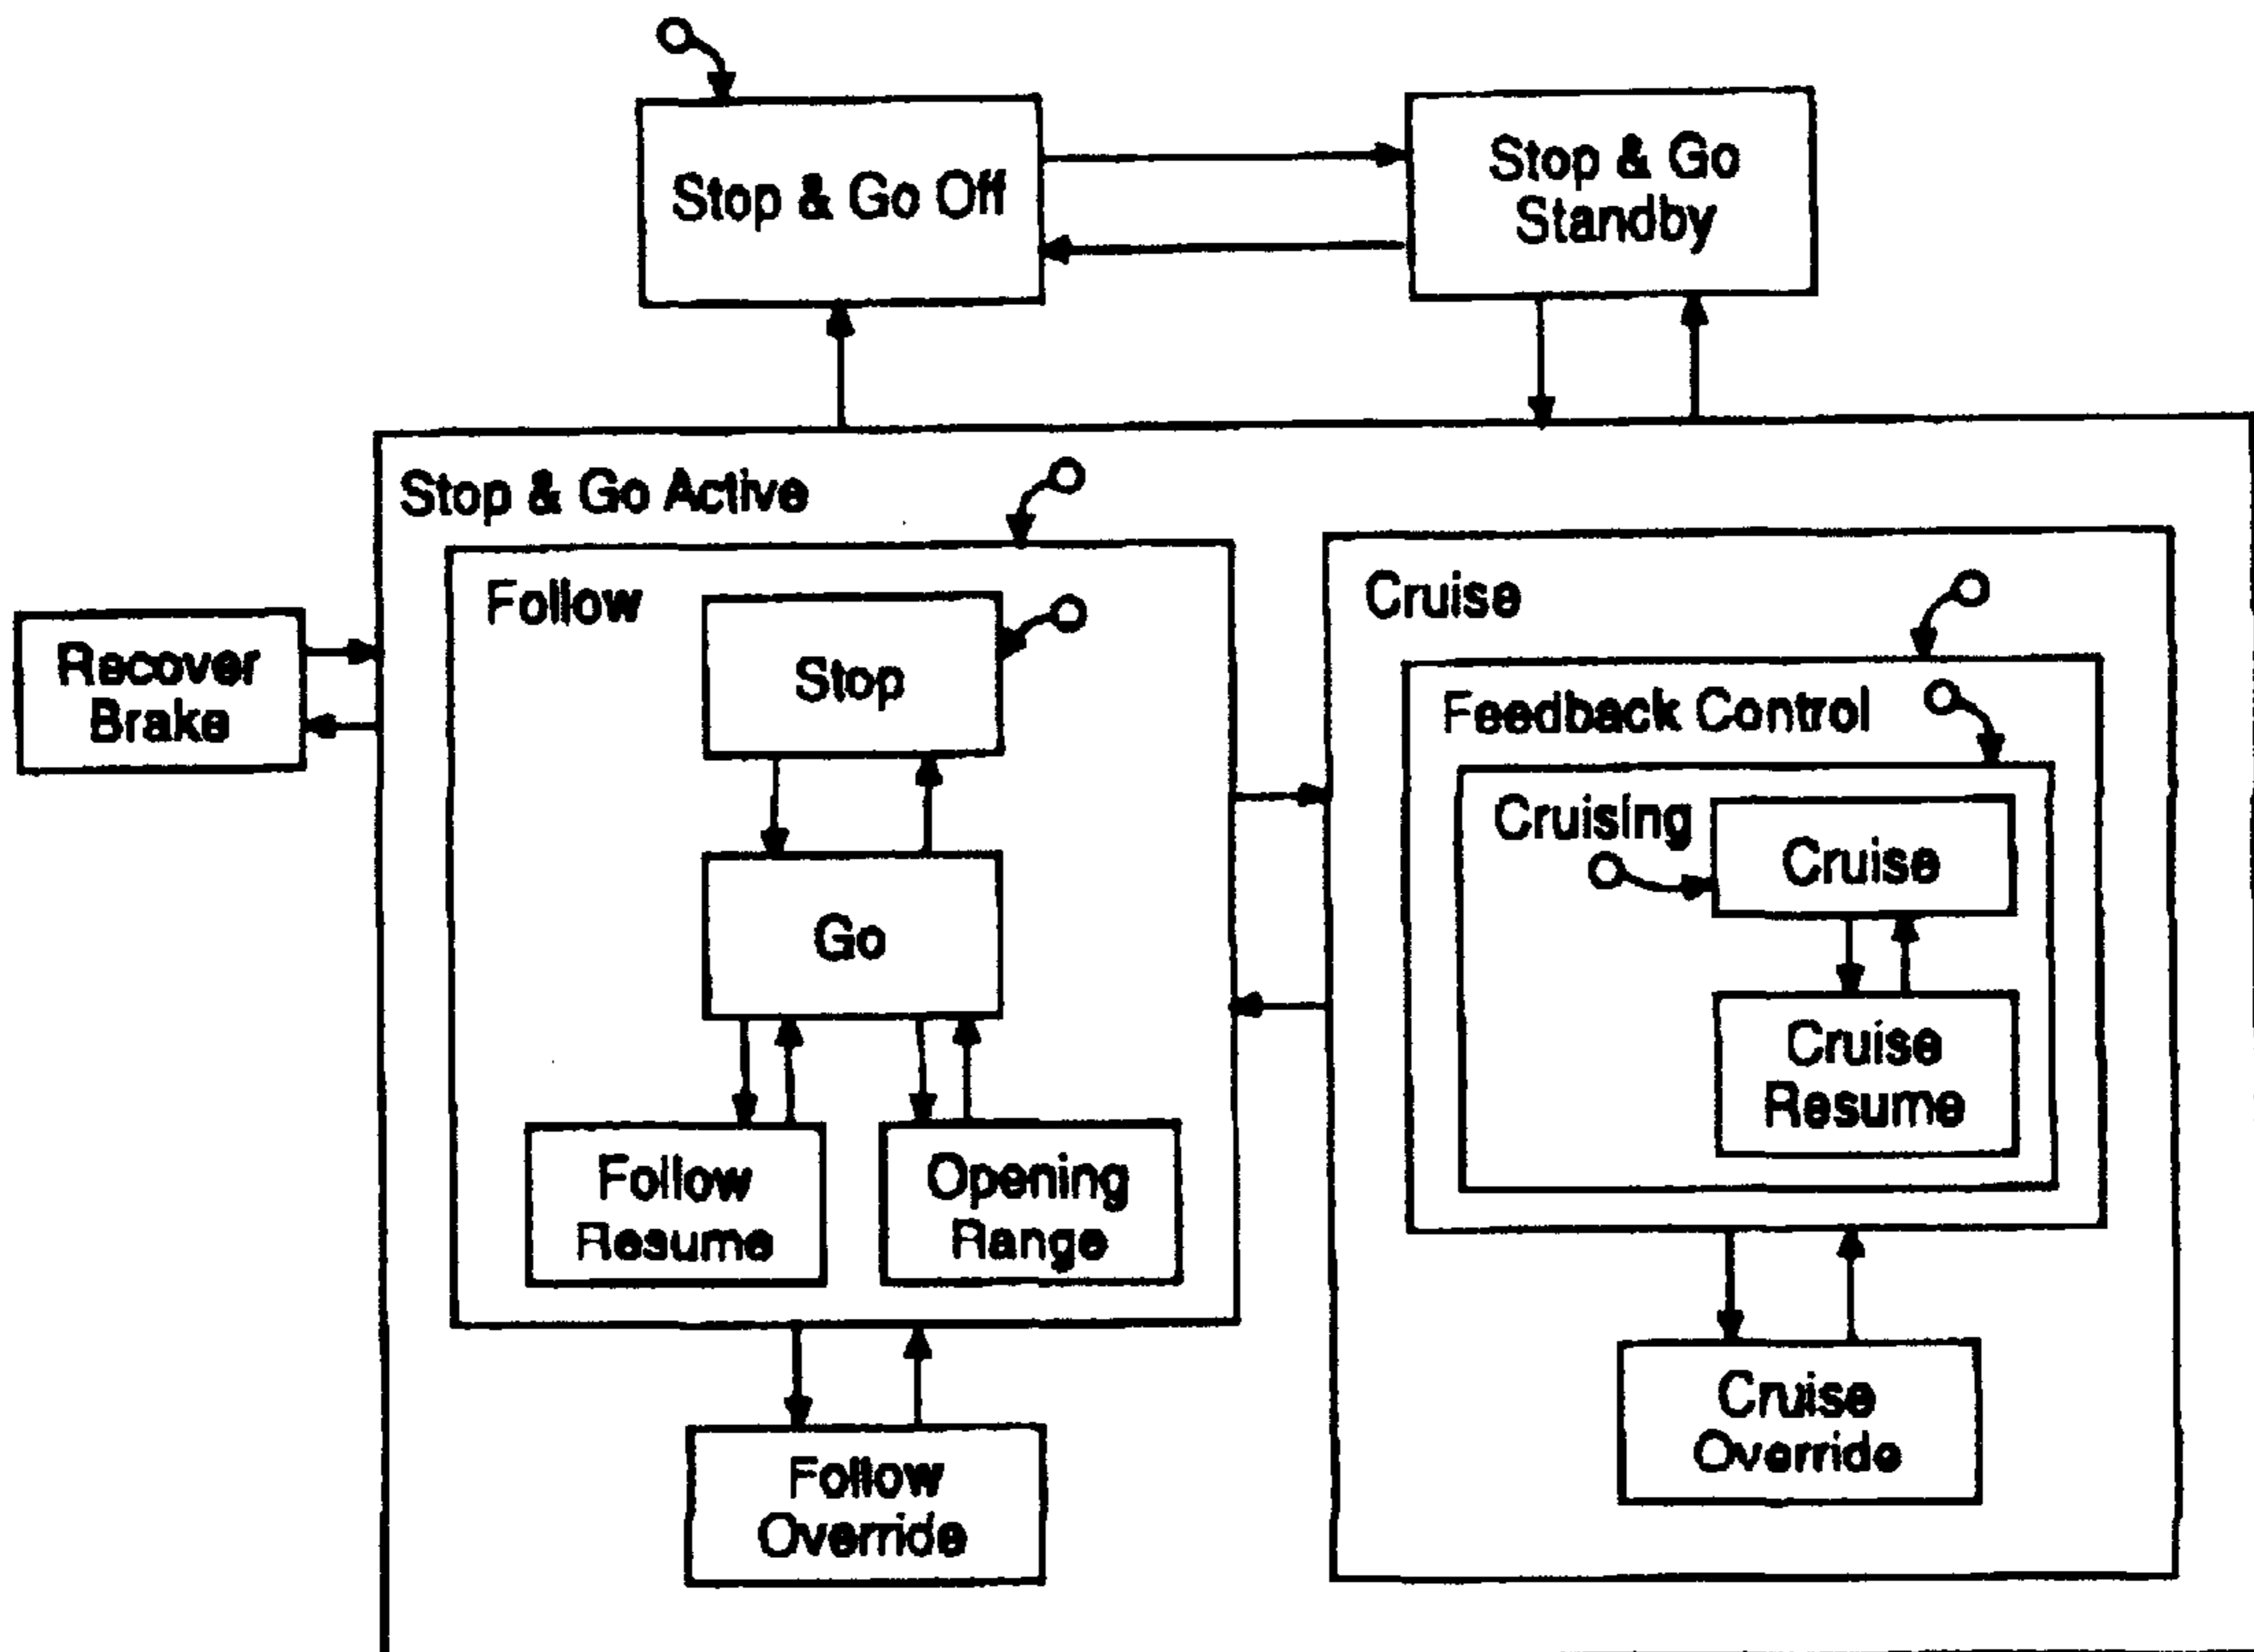 Stop & Go Off
Stop & Go
Standby
Stop & Go Active
Follow
Stop
Go
Follow
Resume
Opening
Range
Follow
Override
Recover
Brake
Cruise
Feedback Control
Cruising
Cruise
Cruise
Resume
Cruise
Override